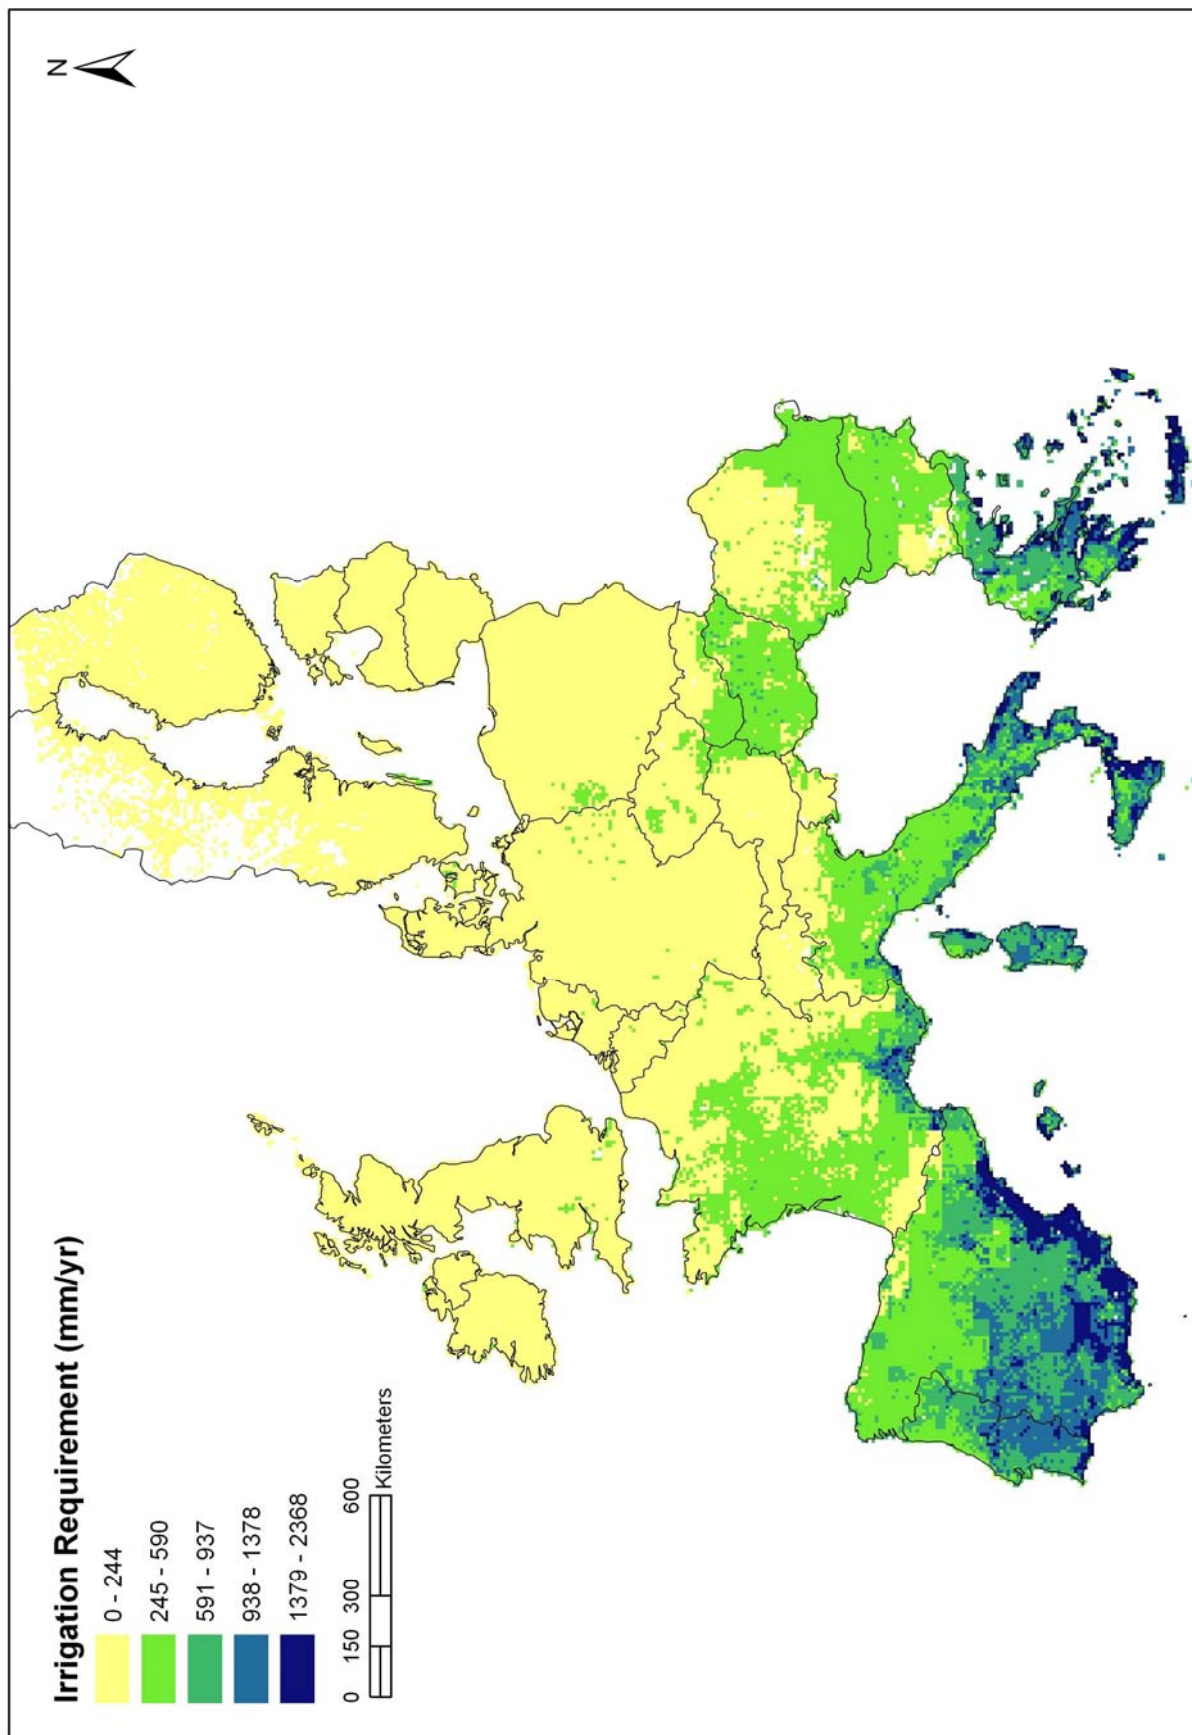 N
Irrigation Requirement (mm/yr)
0 - 244
245 - 590
591 - 937
938 - 1378
1379 - 2368
0 150 300 600
Kilometers